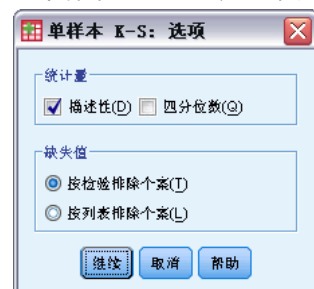 单样本 K-S：选项
统计量
描述性(D) 四分位数(Q)
缺失值
按检验排除个案(T)
按列表排除个案(L)
继续 取消 帮助